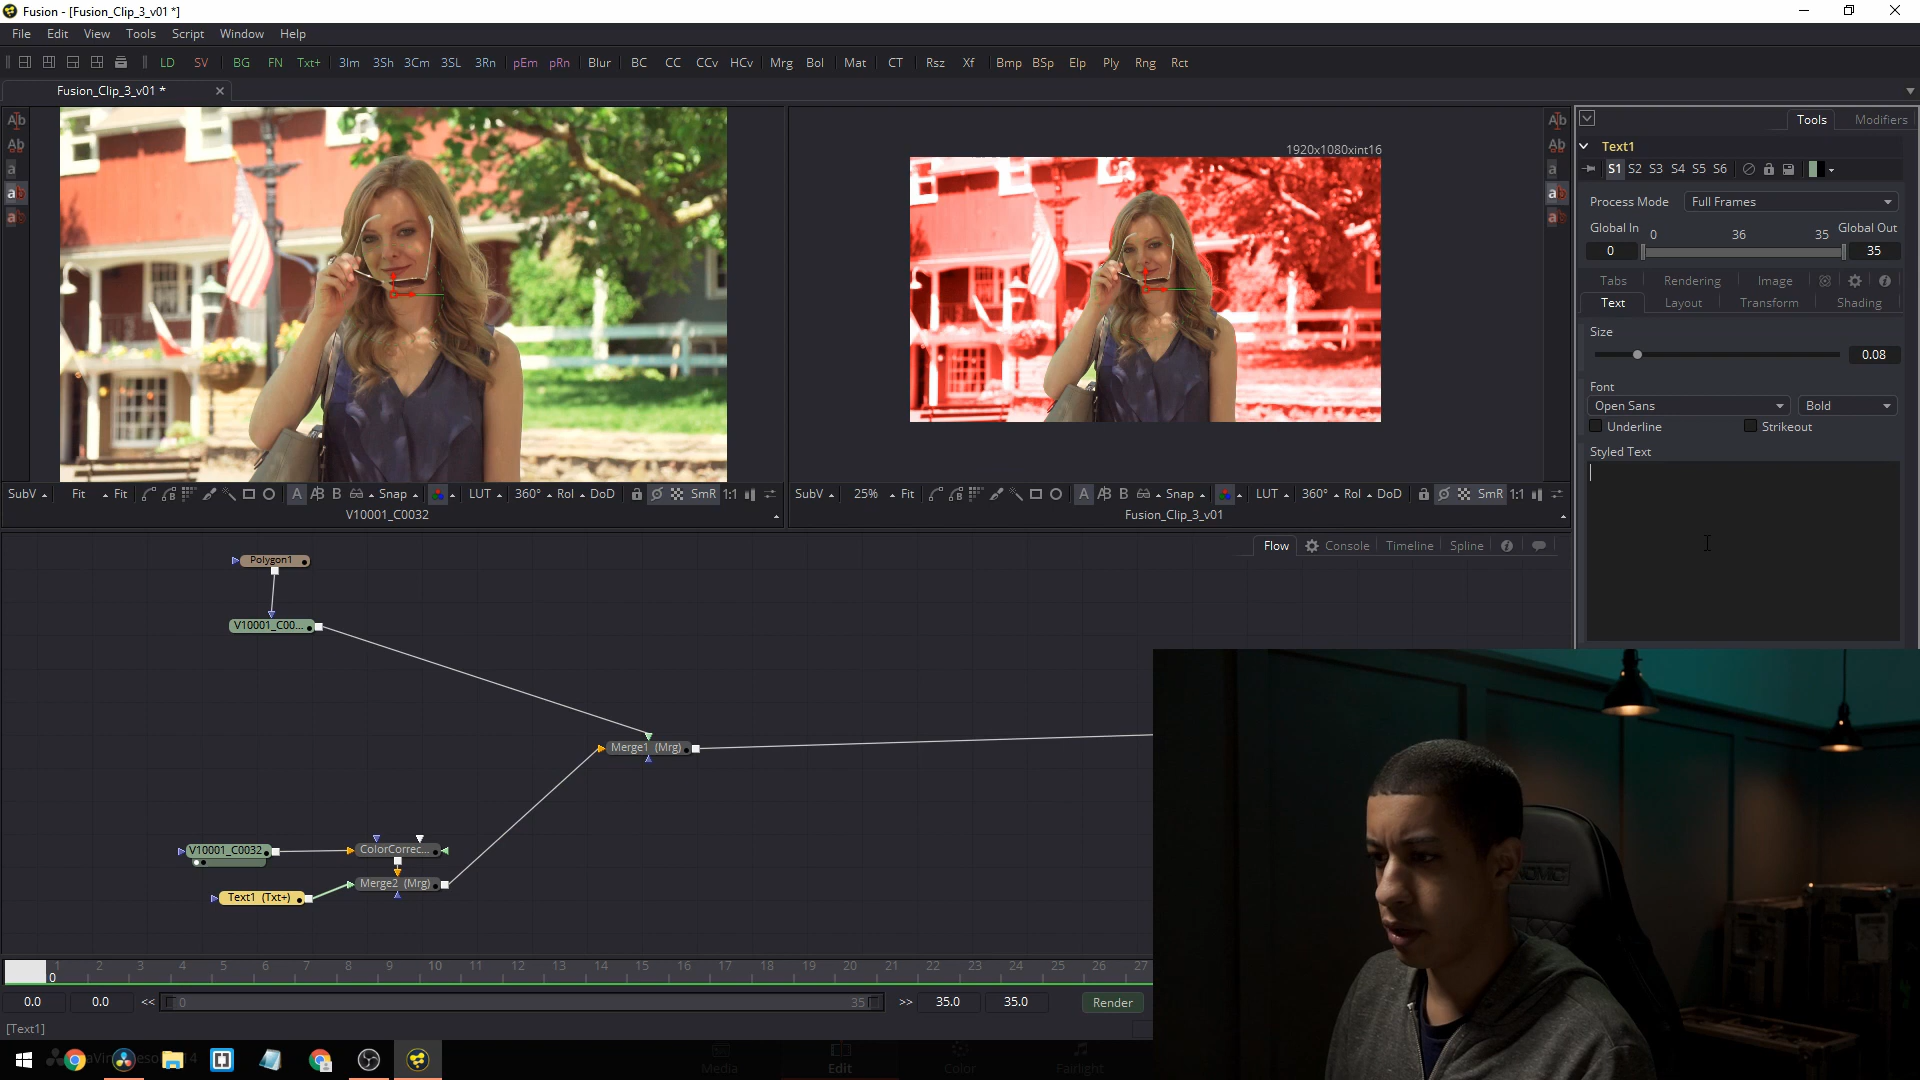 Fusion - [Fusion_Clip_3_v01 *]
File Edit View Tools Script Window Help
LD SV BG FN Txt+ 3Im 3Sh 3Cm 3SL 3Rn pEm pRn Blur BC CC CCv HCv Mrg Bol Mat CT Rsz Xf Bmp BSp Elp Ply Rng Rct
Fusion_Clip_3_v01 *
Tools Modifiers
1920x1080xint16
Text1
S1 S2 S3 S4 S5 S6
Process Mode Full Frames
Global In 0 36 35 Global Out
0 35
Tabs Rendering Image
Text Layout Transform Shading
Size
0.08
Font
Open Sans Bold
Underline Strikeout
Styled Text
SubV Fit Fit A A/B B Snap LUT 360° RoI DoD SmR 1:1
V10001_C0032
SubV 25% Fit A A/B B Snap LUT 360° RoI DoD SmR 1:1
Fusion_Clip_3_v01
Flow Console Timeline Spline
Polygon1
V10001_C00...
Merge1 (Mrg)
V10001_C0032
ColorCorrec...
Merge2 (Mrg)
Text1 (Txt+)
1 2 3 4 5 6 7 8 9 10 11 12 13 14 15 16 17 18 19 20 21 22 23 24 25 26 27
0
0.0 0.0 << 0 35 >> 35.0 35.0 Render
[Text1]
Media Edit Color Fairlight